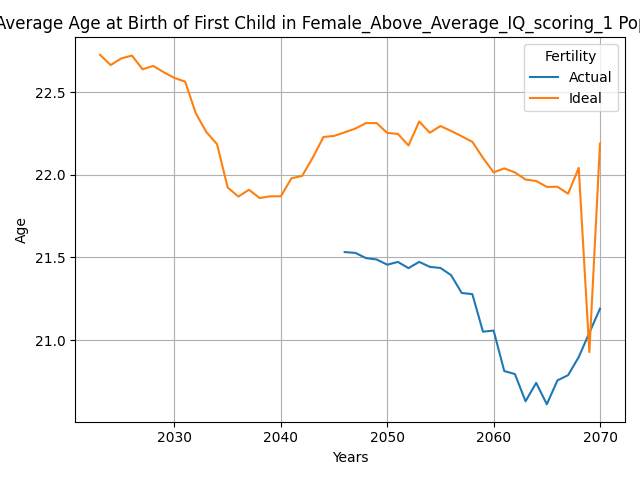 Average Age at Birth of First Child in Female_Above_Average_IQ_scoring_1
Fertility
Actual
Ideal
22.5
22.0
21.5
21.0
Age
2030 2040 2050 2060 2070
Years